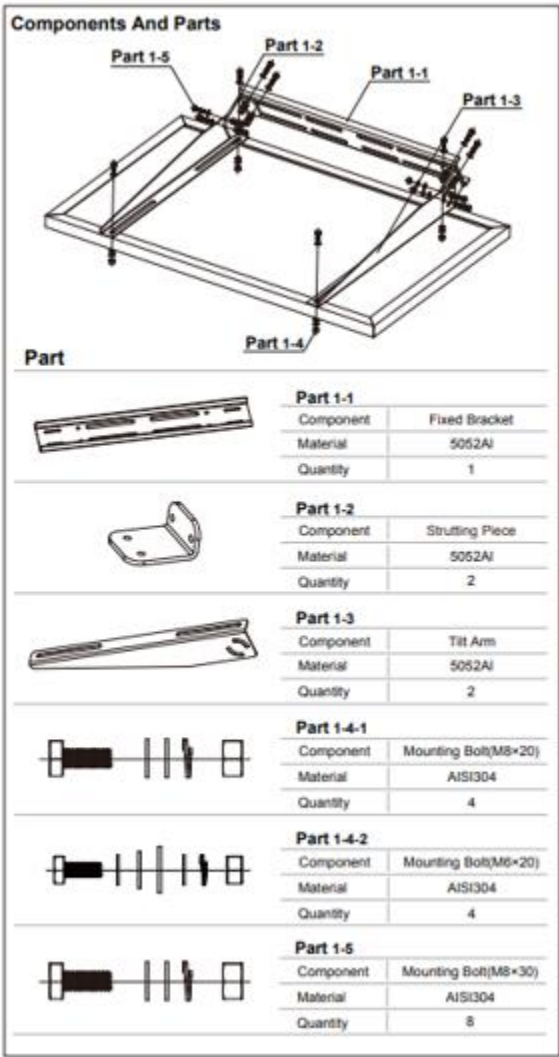 Components And Parts
Part 1-2
Part 1-5
Part 1-1
Part 1-3
Part 1-4
Part
Part 1-1
Component Fixed Bracket
Material 5052Al
Quantity 1
Part 1-2
Component Strutting Piece
Material 5052Al
Quantity 2
Part 1-3
Component Tilt Arm
Material 5052Al
Quantity 2
Part 1-4-1
Component Mounting Bolt(M8×20)
Material AISI304
Quantity 4
Part 1-4-2
Component Mounting Bolt(M6×20)
Material AISI304
Quantity 4
Part 1-5
Component Mounting Bolt(M8×30)
Material AISI304
Quantity 8